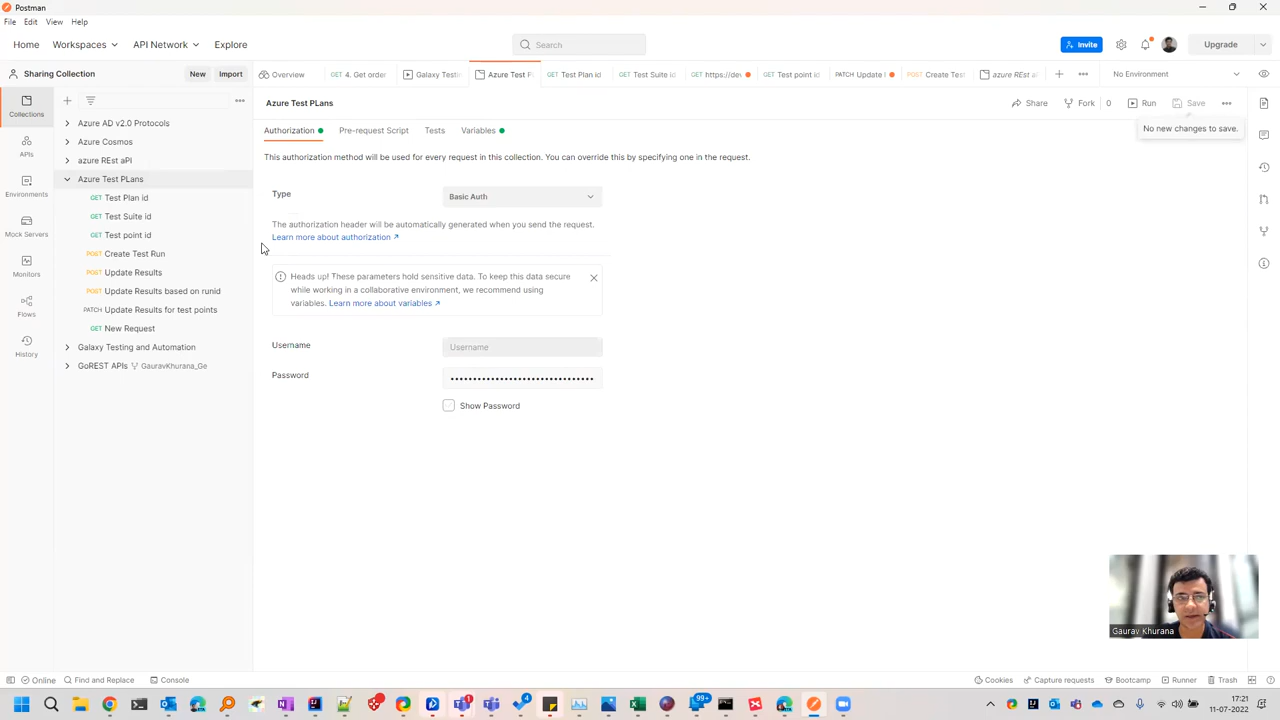 Postman
File Edit View Help
Home Workspaces API Network Explore Search Invite Upgrade
Sharing Collection New Import Overview GET 4. Get order Galaxy Testin Azure Test P GET Test Plan id GET Test Suite id GET https://dev GET Test point id PATCH Update POST Create Test azure REst a No Environment
Collections
APIs
Environments
Mock Servers
Monitors
Flows
History
Azure AD v2.0 Protocols
Azure Cosmos
azure REst aPI
Azure Test PLans
GET Test Plan id
GET Test Suite id
GET Test point id
POST Create Test Run
POST Update Results
POST Update Results based on runid
PATCH Update Results for test points
GET New Request
Galaxy Testing and Automation
GoREST APIs GauravKhurana_Ge
Azure Test PLans Share Fork 0 Run Save
No new changes to save.
Authorization Pre-request Script Tests Variables
This authorization method will be used for every request in this collection. You can override this by specifying one in the request.
Type Basic Auth
The authorization header will be automatically generated when you send the request.
Learn more about authorization
Heads up! These parameters hold sensitive data. To keep this data secure
while working in a collaborative environment, we recommend using
variables. Learn more about variables
Username Username
Password
Show Password
Gaurav Khurana
Online Find and Replace Console Cookies Capture requests Bootcamp Runner Trash
1 4 99+
17:21
11-07-2022